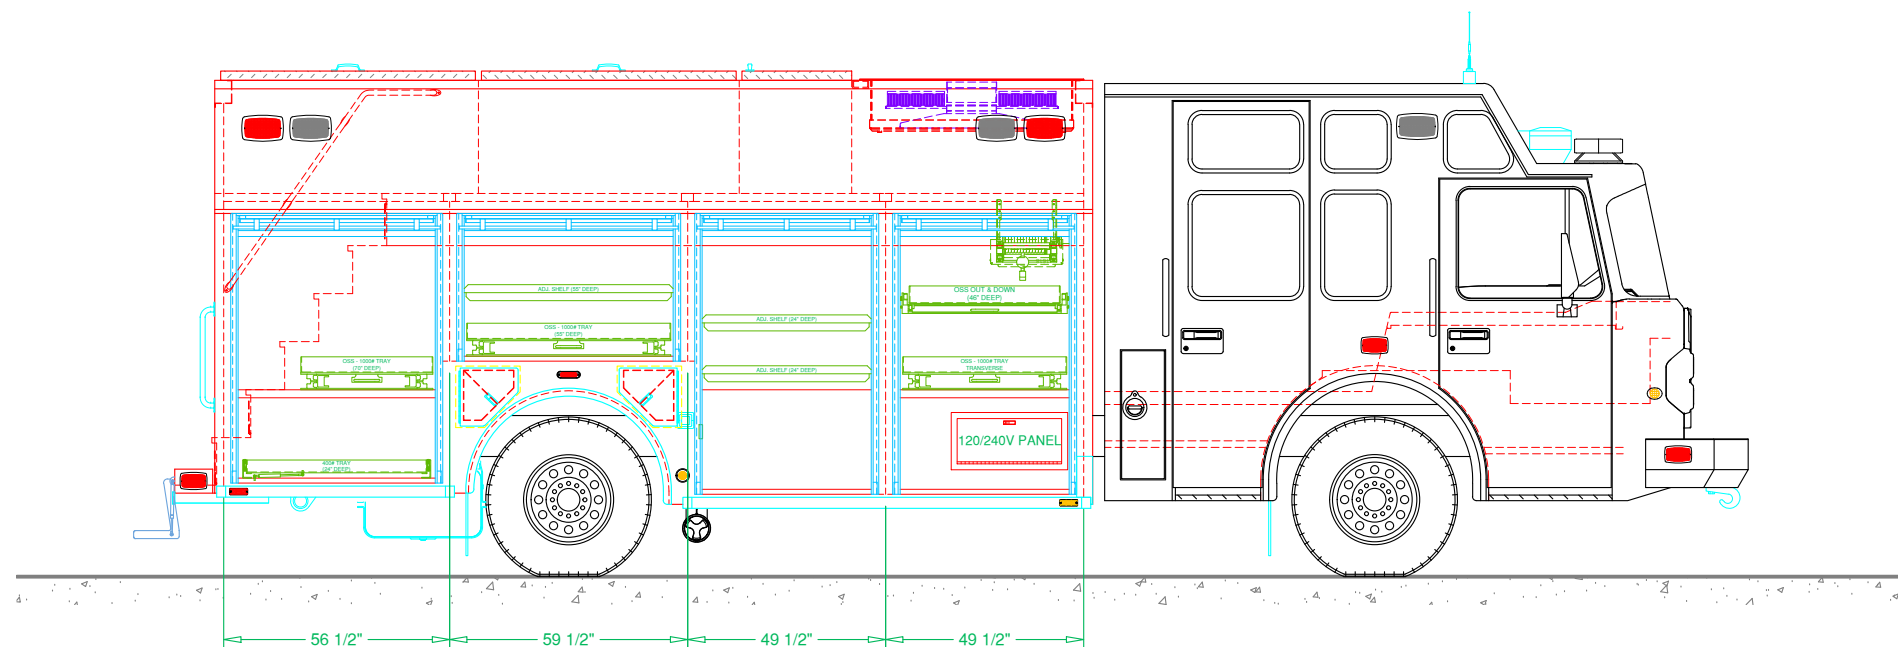 OSS OUT & DOWN
(46" DEEP)
ADJ. SHELF (55" DEEP)
ADJ. SHELF (24" DEEP)
OSS - 1000# TRAY
(55" DEEP)
OSS - 1000# TRAY
(70" DEEP)
ADJ. SHELF (24" DEEP)
OSS - 1000# TRAY
TRANSVERSE
120/240V PANEL
400# TRAY
(24" DEEP)
56 1/2"
59 1/2"
49 1/2"
49 1/2"